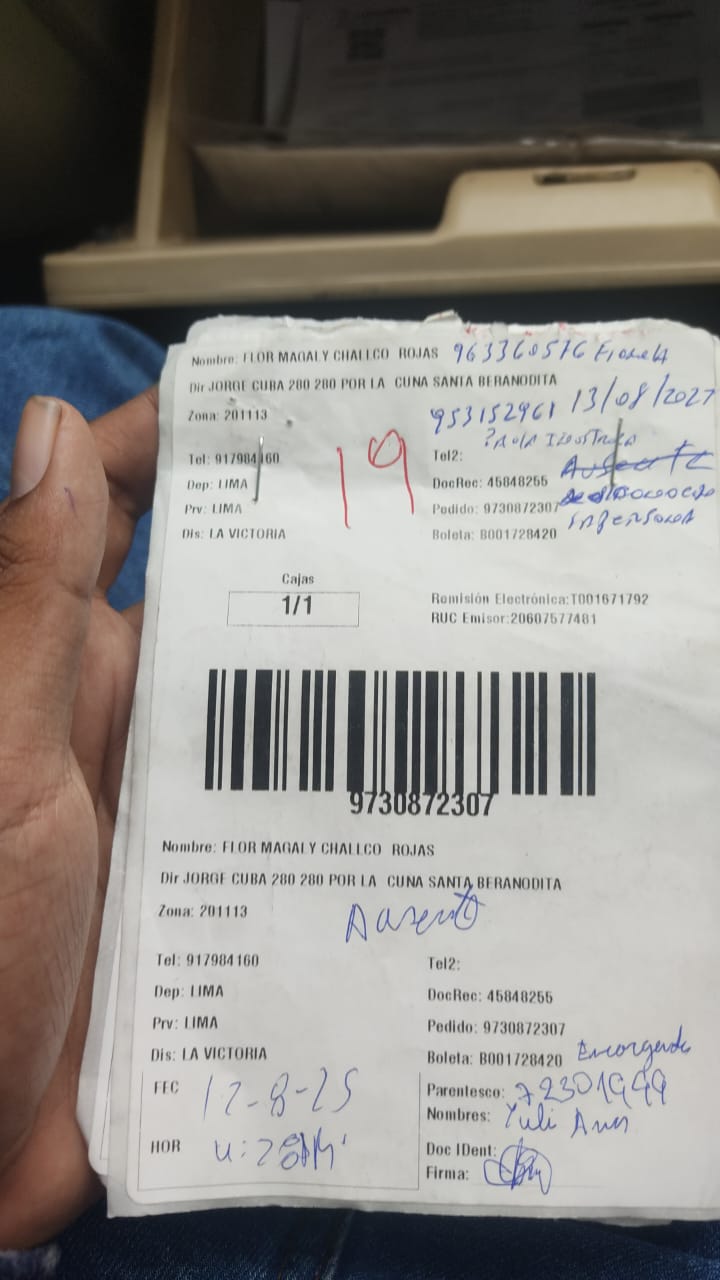 Nombre: FLOR MAGALY CHALLCO ROJAS 963360576 Fiorela
Dir JORGE CUBA 280 280 POR LA CUNA SANTA BERANODITA
Zona: 201113 953152961 13/08/2027
Tel: 917984160 19 Tel2:
Dep: LIMA DocRec: 45848255
Prv: LIMA Pedido: 9730872307
Dis: LA VICTORIA Boleta: B001728420
Cajas
1/1
Remisión Electrónica:T001671792
RUC Emisor:20607577481
9730872307
Nombre: FLOR MAGALY CHALLCO ROJAS
Dir JORGE CUBA 280 280 POR LA CUNA SANTA BERANODITA
Zona: 201113
Tel: 917984160 Tel2:
Dep: LIMA DocRec: 45848255
Prv: LIMA Pedido: 9730872307
Dis: LA VICTORIA Boleta: B001728420 Encargado
FEC 12-8-25 Parentesco: 72301999
Nombres: Yuli
HOR Doc IDent:
Firma: